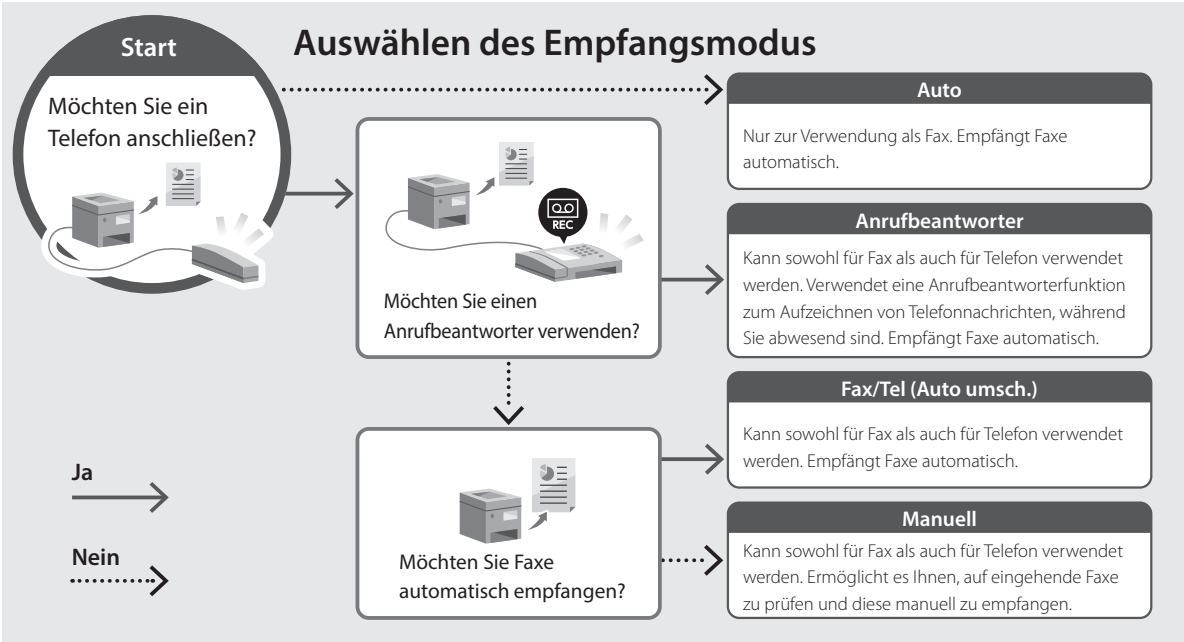 Auswählen des Empfangsmodus
Start
Möchten Sie ein
Telefon anschließen?
REC
Möchten Sie einen
Anrufbeantworter verwenden?
Möchten Sie Faxe
automatisch empfangen?
Auto
Nur zur Verwendung als Fax. Empfängt Faxe
automatisch.
Anrufbeantworter
Kann sowohl für Fax als auch für Telefon verwendet
werden. Verwendet eine Anrufbeantworterfunktion
zum Aufzeichnen von Telefonnachrichten, während
Sie abwesend sind. Empfängt Faxe automatisch.
Fax/Tel (Auto umsch.)
Kann sowohl für Fax als auch für Telefon verwendet
werden. Empfängt Faxe automatisch.
Manuell
Kann sowohl für Fax als auch für Telefon verwendet
werden. Ermöglicht es Ihnen, auf eingehende Faxe
zu prüfen und diese manuell zu empfangen.
Ja
Nein